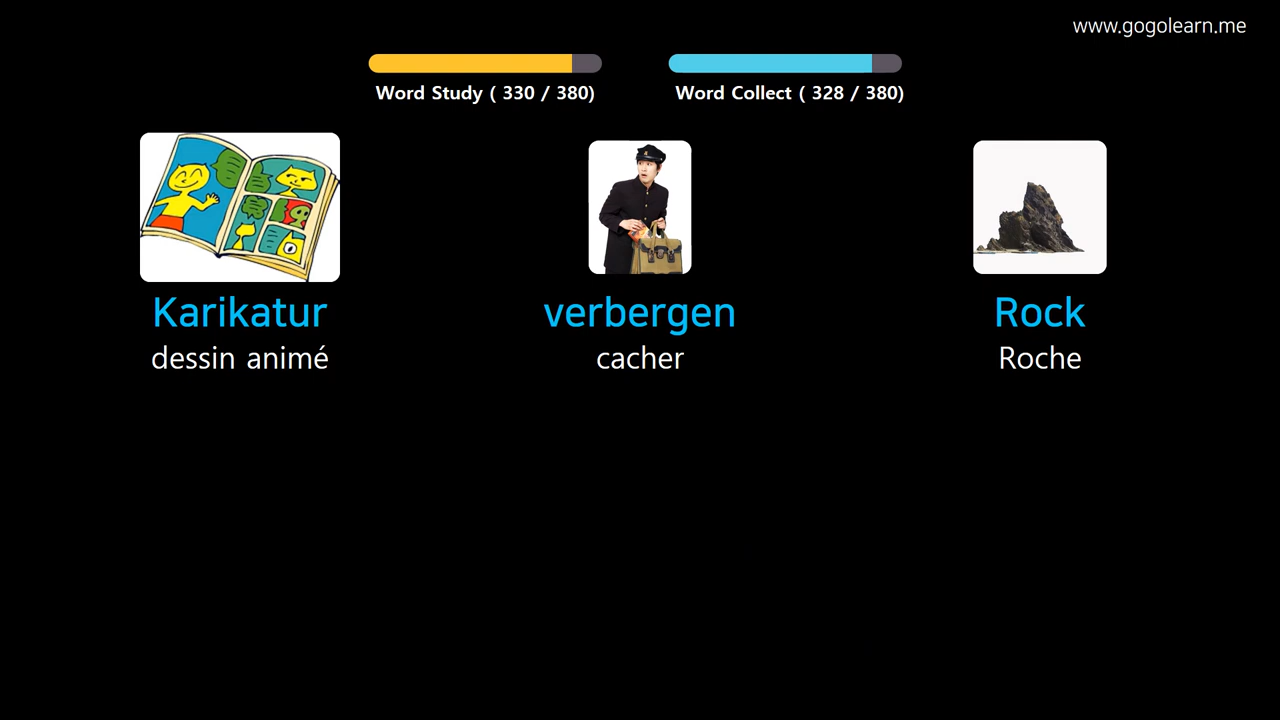 www.gogolearn.me
Word Study ( 330 / 380)
Word Collect ( 328 / 380)
Karikatur
verbergen
Rock
dessin animé
cacher
Roche